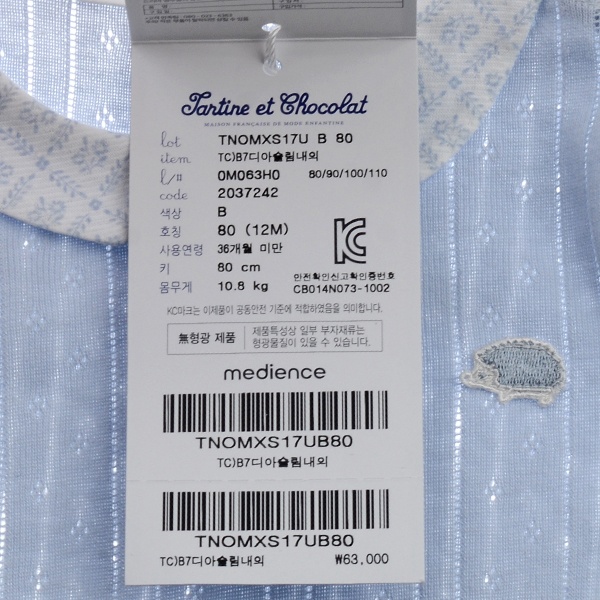 Tartine et Chocolat
MAISON FRANÇAISE DE MODE ENFANTINE
lot TNOMXS17U B 80
item TC)B7디아슬림내의
l/# 0M063H0 80/90/100/110
code 2037242
색상 B
호칭 80 (12M)
사용연령 36개월 미만
키 80 cm
몸무게 10.8 kg
안전확인신고확인증번호
CB014N073-1002
KC마크는 이제품이 공통안전 기준에 적합하였음을 의미합니다.
無형광 제품
제품특성상 일부 부자재류는
형광물질이 있을 수 있음.
medience
TNOMXS17UB80
TC)B7디아슬림내의
TNOMXS17UB80
TC)B7디아슬림내의 ₩63,000